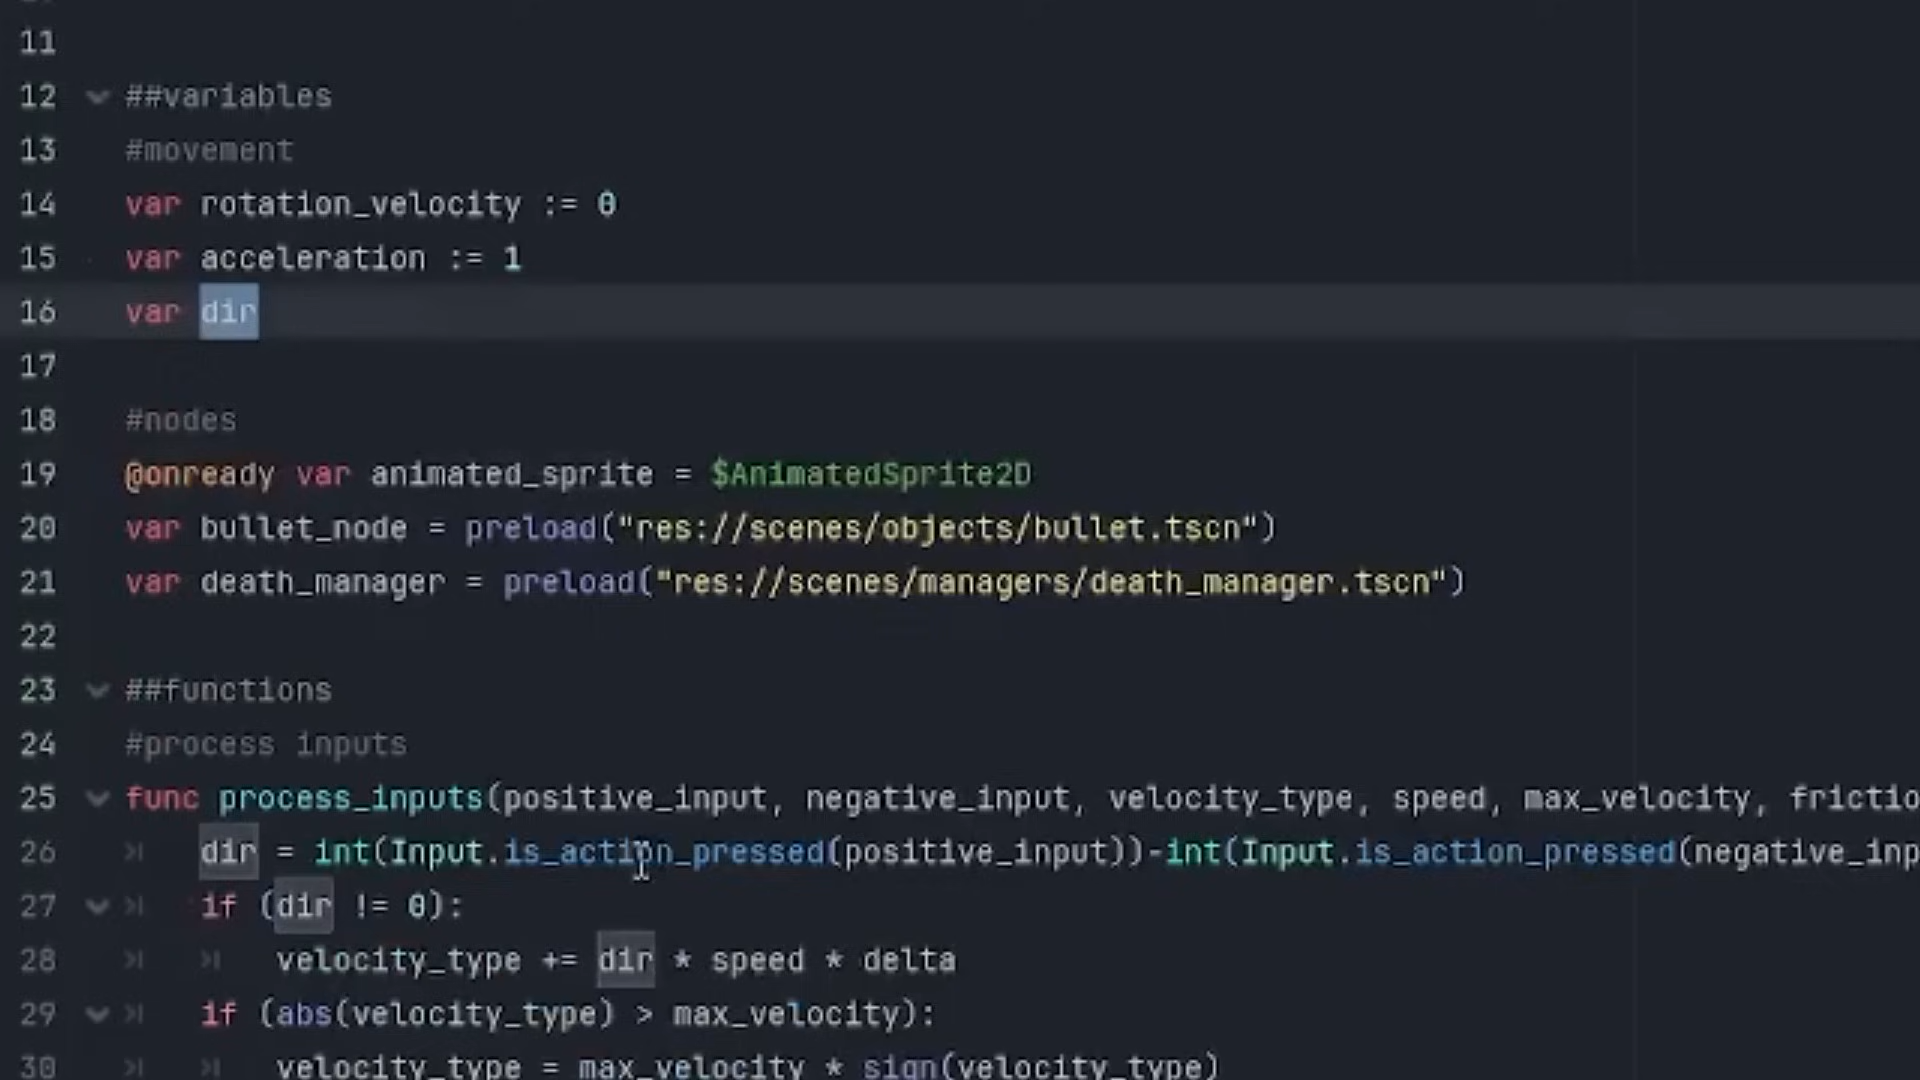 11
12 ##variables
13 #movement
14 var rotation_velocity := 0
15 var acceleration := 1
16 var dir
17
18 #nodes
19 @onready var animated_sprite = $AnimatedSprite2D
20 var bullet_node = preload("res://scenes/objects/bullet.tscn")
21 var death_manager = preload("res://scenes/managers/death_manager.tscn")
22
23 ##functions
24 #process inputs
25 func process_inputs(positive_input, negative_input, velocity_type, speed, max_velocity, frictio
26 dir = int(Input.is_action_pressed(positive_input))-int(Input.is_action_pressed(negative_inp
27 if (dir != 0):
28 velocity_type += dir * speed * delta
29 if (abs(velocity_type) > max_velocity):
30 velocity_type = max_velocity * sign(velocity_type)